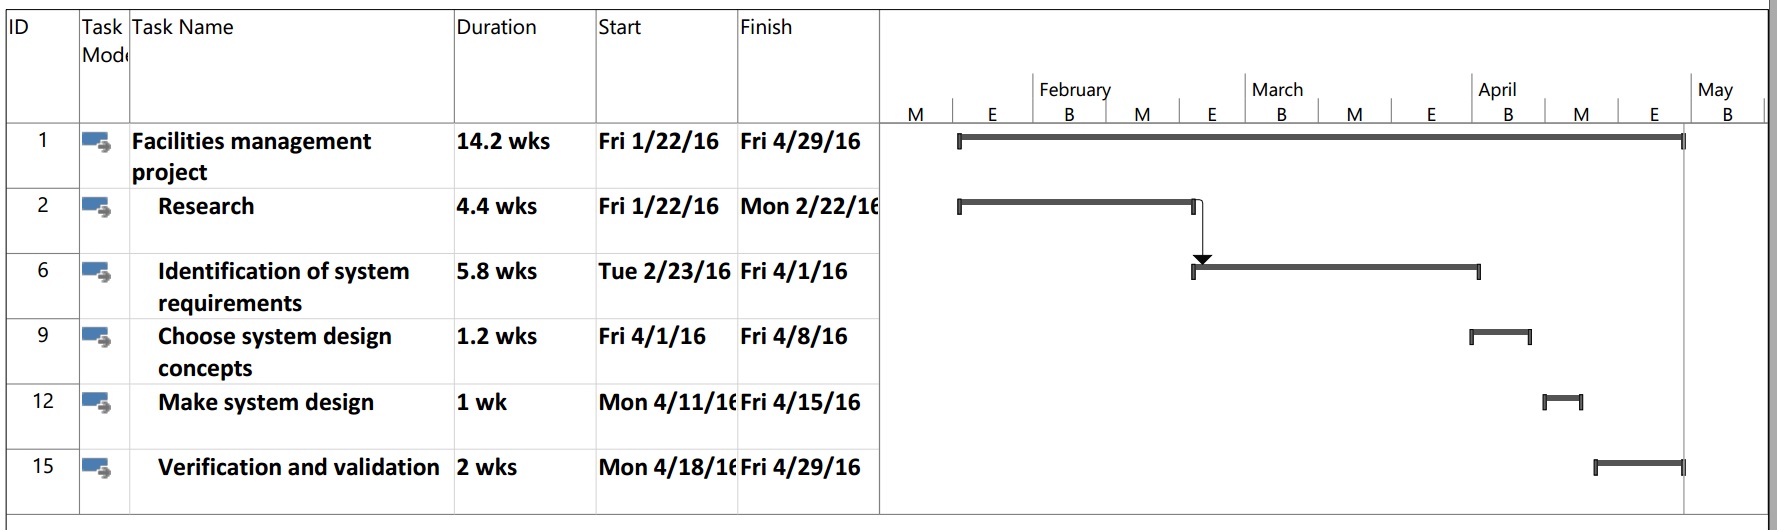 ID Task Task Name Duration Start Finish
Mode
February March April May
M E B M E B M E B M E B
1 Facilities management 14.2 wks Fri 1/22/16 Fri 4/29/16
project
2 Research 4.4 wks Fri 1/22/16 Mon 2/22/16
6 Identification of system 5.8 wks Tue 2/23/16 Fri 4/1/16
requirements
9 Choose system design 1.2 wks Fri 4/1/16 Fri 4/8/16
concepts
12 Make system design 1 wk Mon 4/11/16 Fri 4/15/16
15 Verification and validation 2 wks Mon 4/18/16 Fri 4/29/16